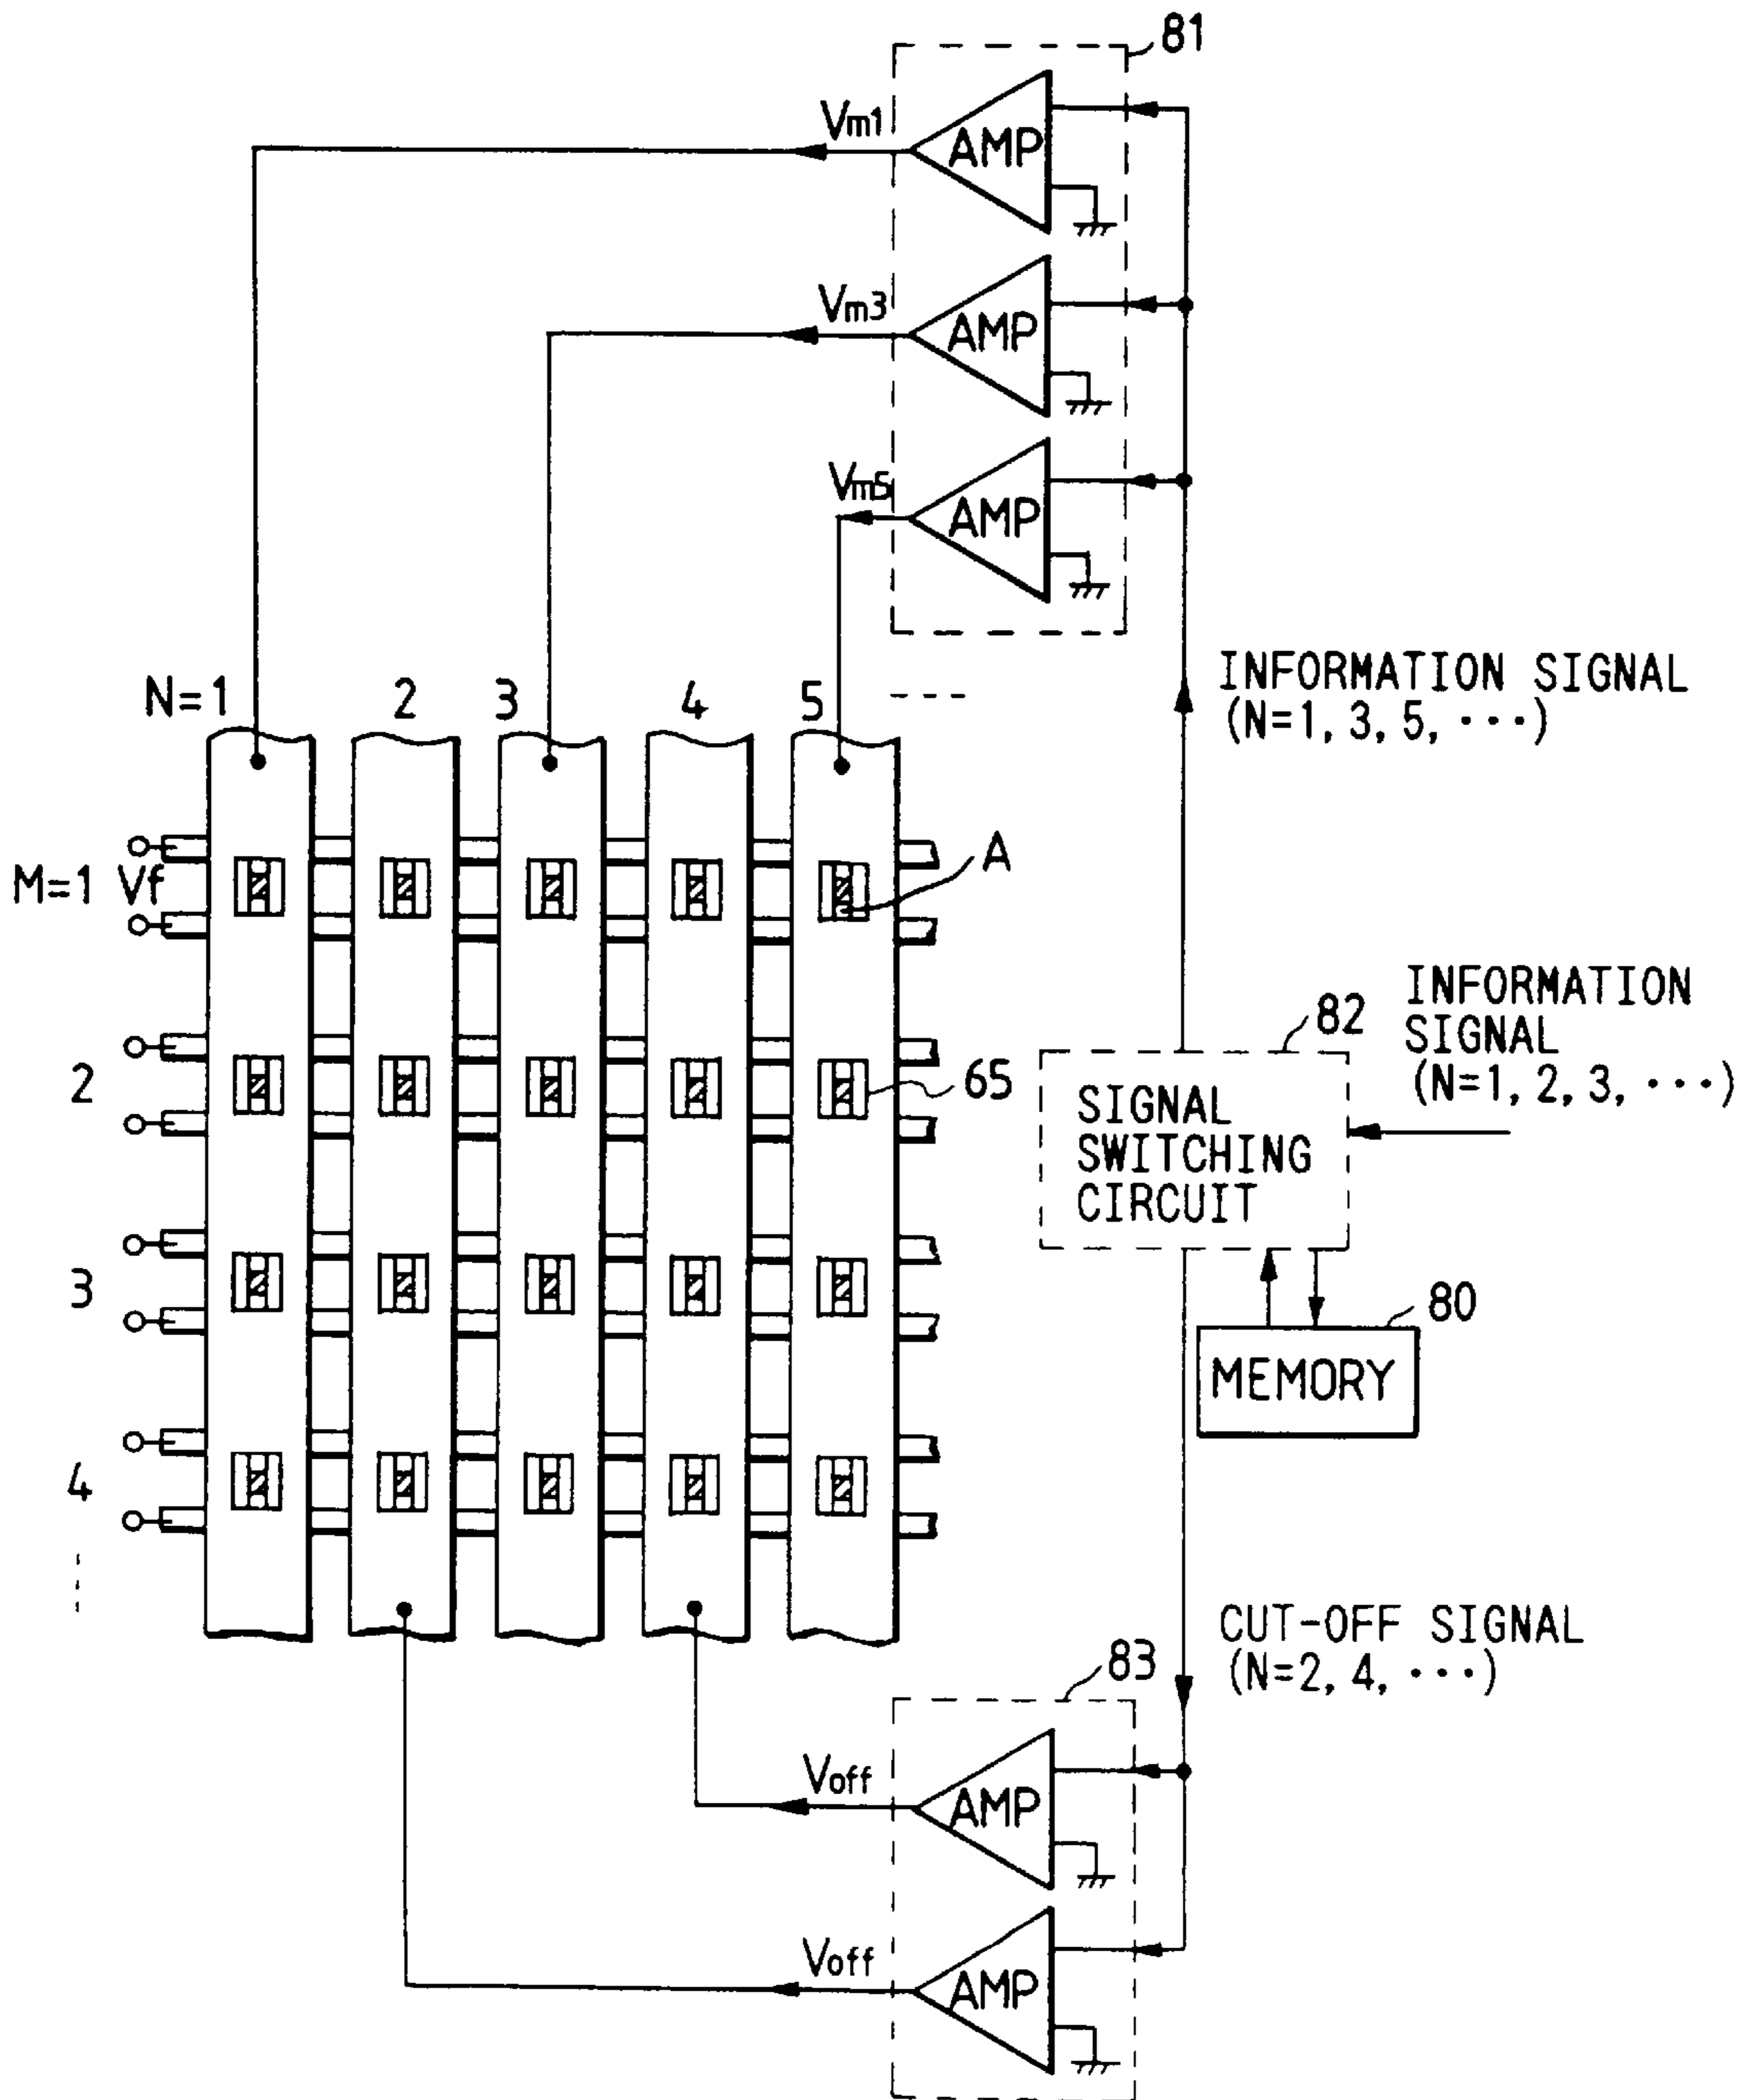 81
Vm1
AMP
Vm3
AMP
Vm5
AMP
INFORMATION SIGNAL
(N=1, 3, 5, ···)
N=1
2
3
4
5
M=1 Vf
A
82
INFORMATION
SIGNAL
(N=1, 2, 3, ···)
2
65
SIGNAL
SWITCHING
CIRCUIT
3
80
MEMORY
4
CUT-OFF SIGNAL
(N=2, 4, ···)
83
Voff
AMP
Voff
AMP